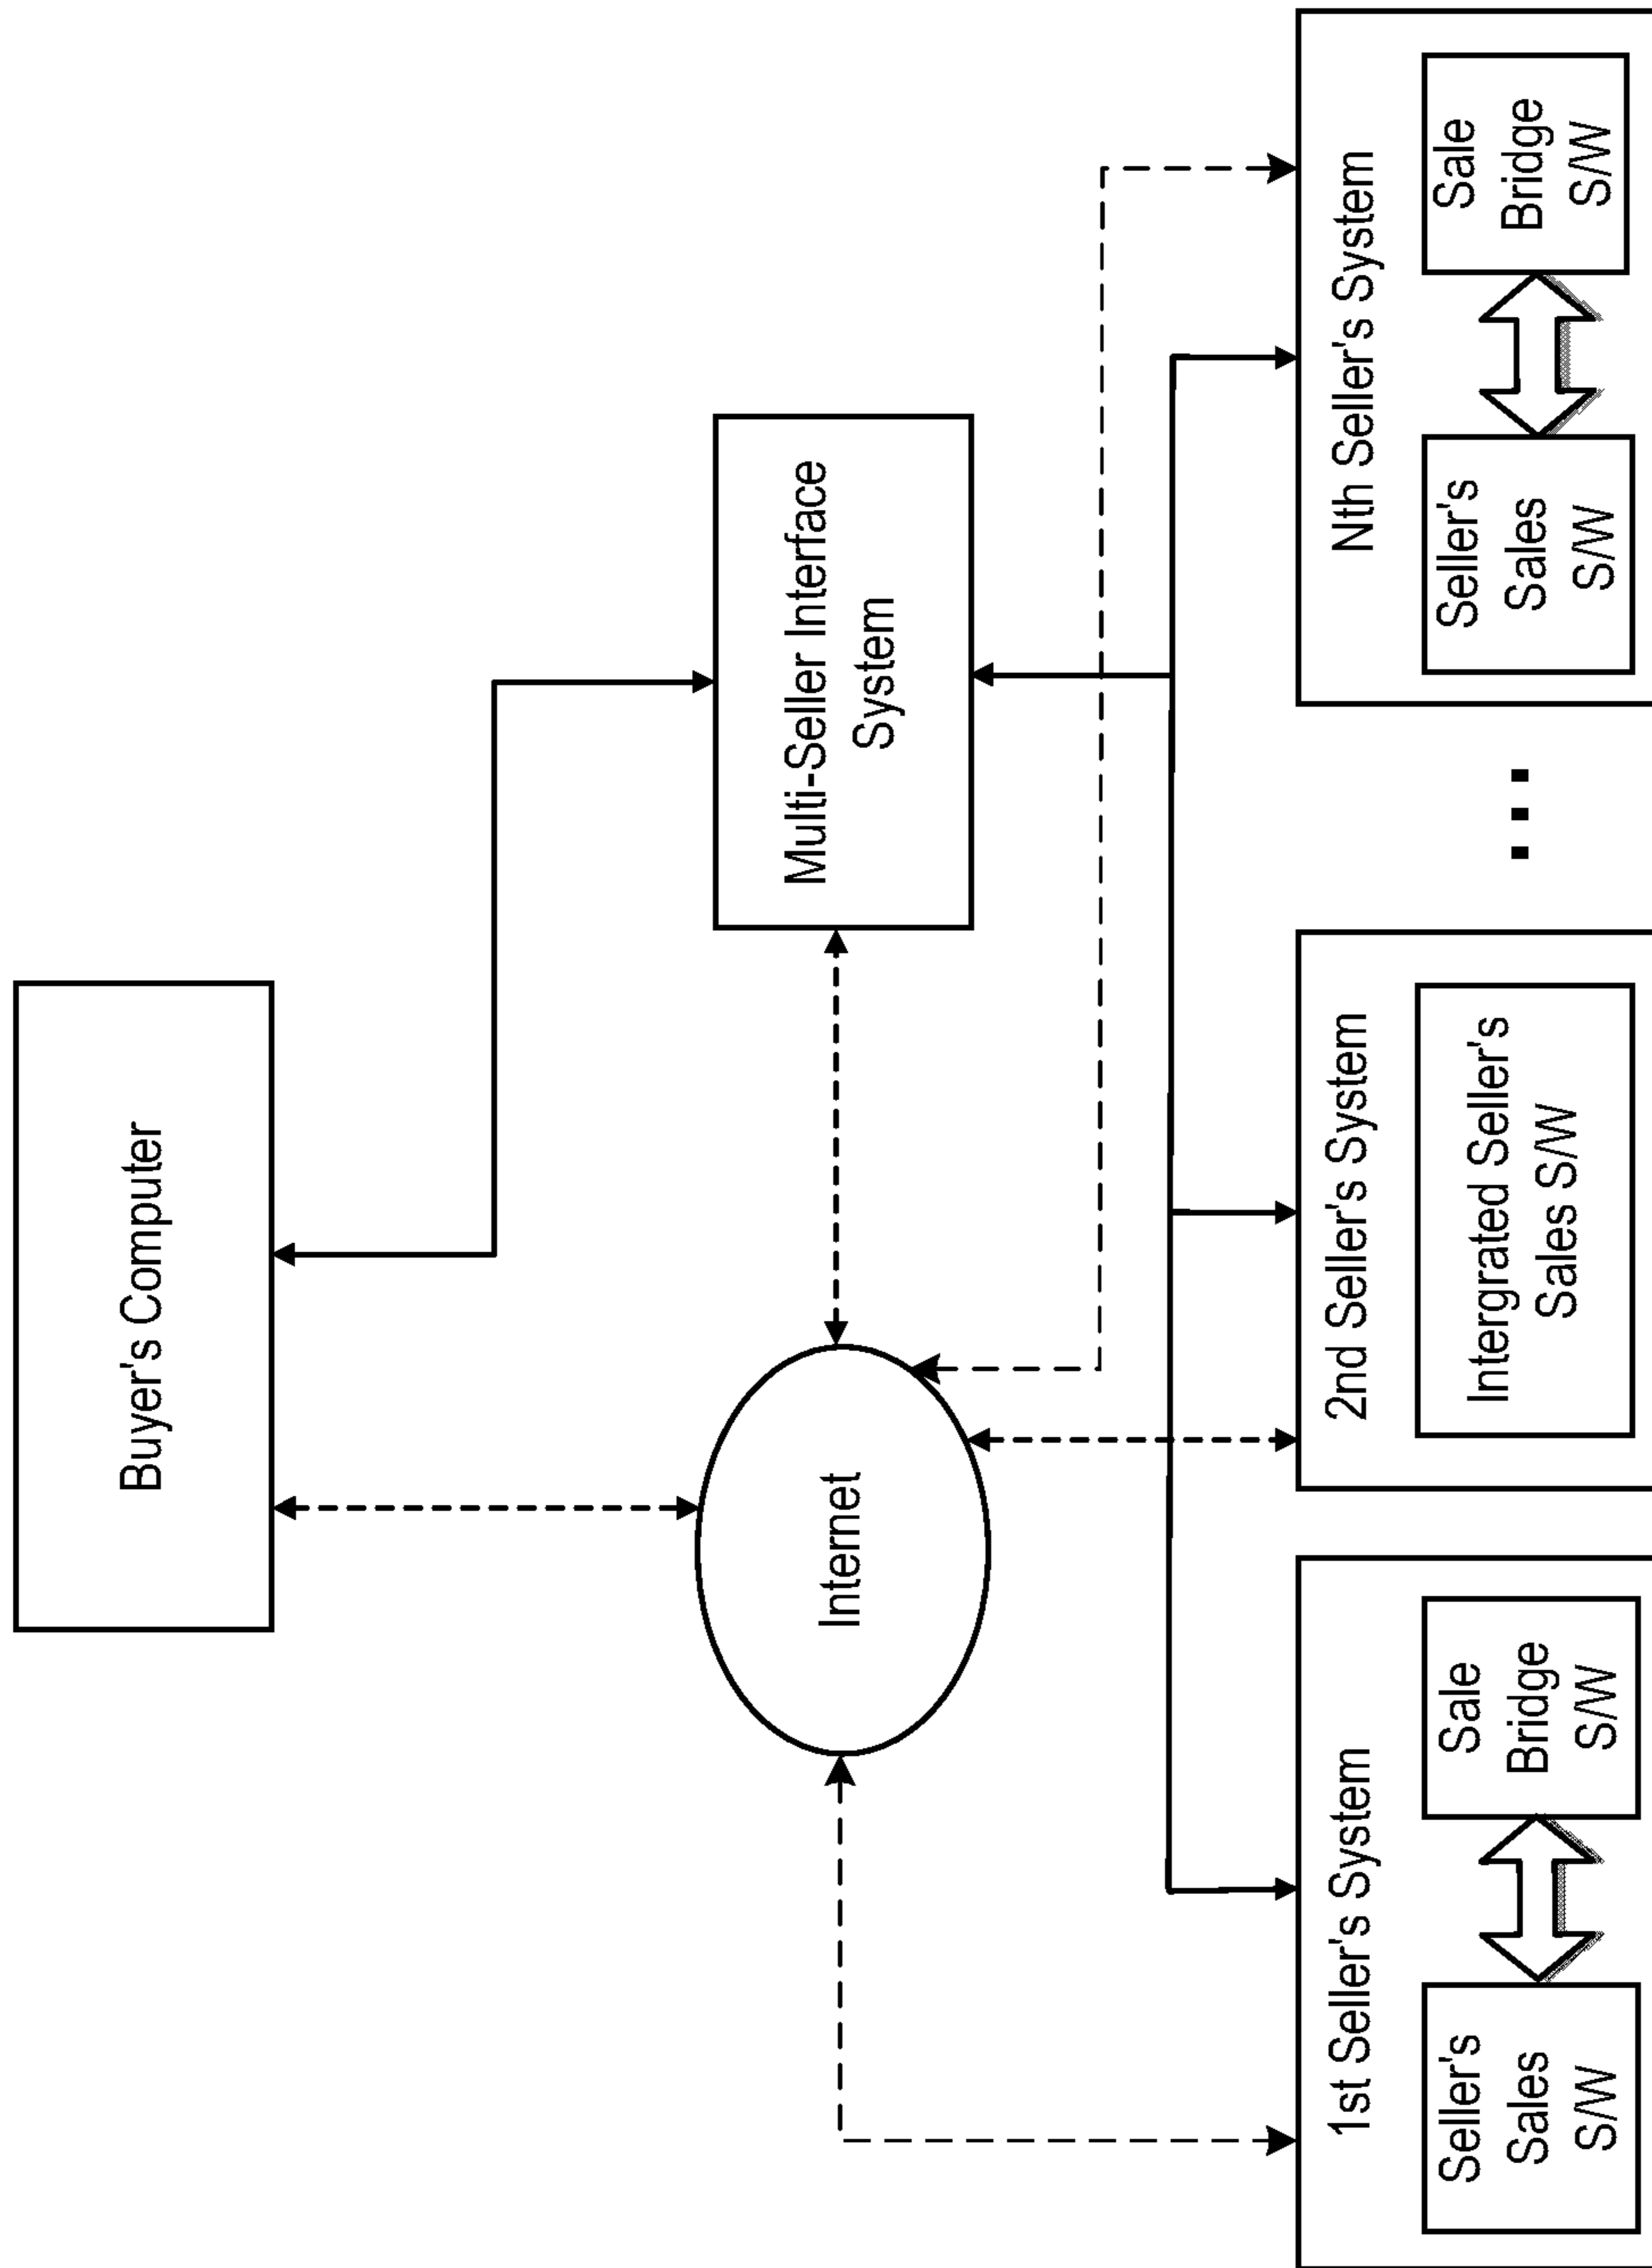 Buyer's Computer
Internet
Multi-Seller Interface
System
1st Seller's System
Seller's
Sales
S/W
Sale
Bridge
S/W
2nd Seller's System
Intergrated Seller's
Sales S/W
...
Nth Seller's System
Seller's
Sales
S/W
Sale
Bridge
S/W